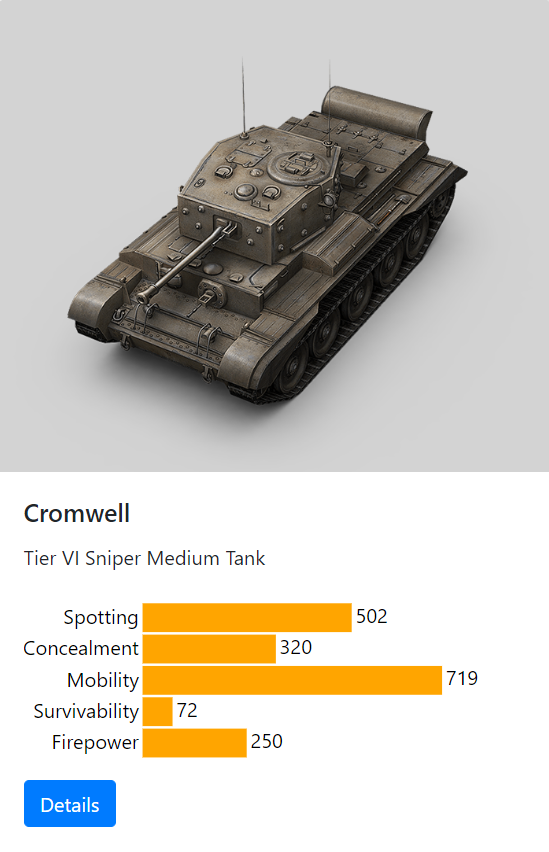 Cromwell
Tier VI Sniper Medium Tank
Spotting 502
Concealment 320
Mobility 719
Survivability 72
Firepower 250
Details